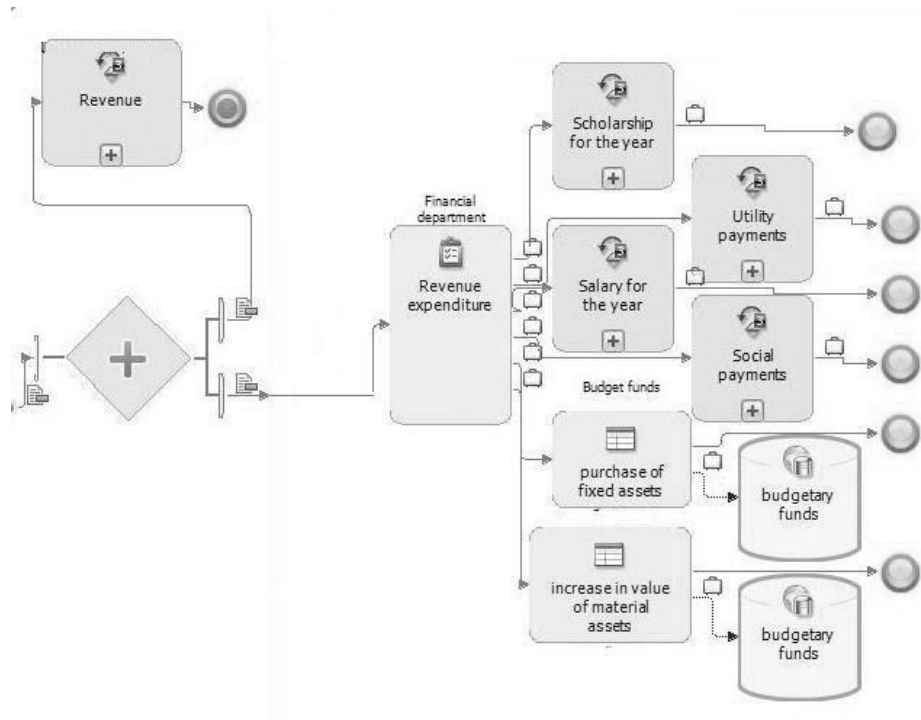 Revenue
Scholarship
for the year
Financial
department
Utility
payments
Revenue
expenditure
Salary for
the year
Social
payments
Budget funds
purchase of
fixed assets
budgetary
funds
increase in value
of material
assets
budgetary
funds